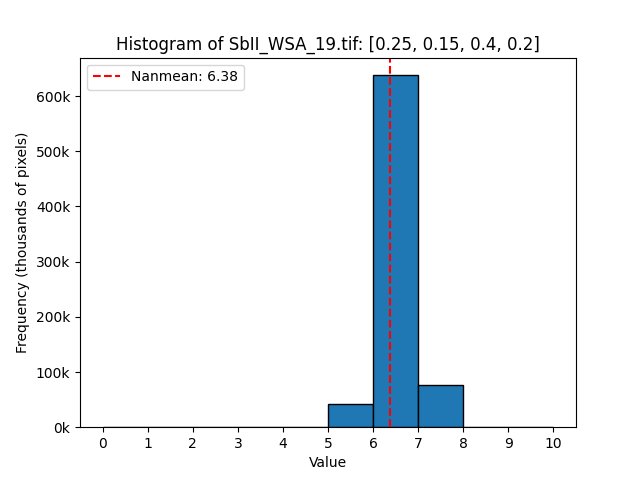 Histogram of SbII_WSA_19.tif: [0.25, 0.15, 0.4, 0.2]
Nanmean: 6.38
600k
500k
400k
300k
200k
100k
0k
Frequency (thousands of pixels)
0 1 2 3 4 5 6 7 8 9 10
Value